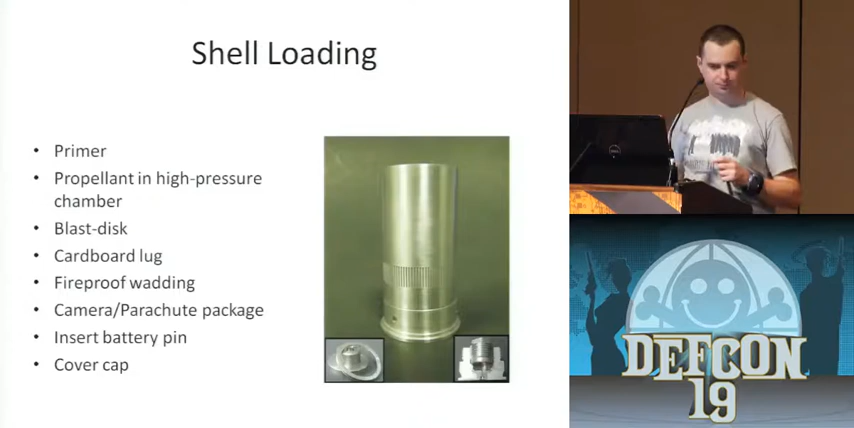 Shell Loading
• Primer
• Propellant in high-pressure
chamber
• Blast-disk
• Cardboard lug
• Fireproof wadding
• Camera/Parachute package
• Insert battery pin
• Cover cap
DELL
DEFCON
19